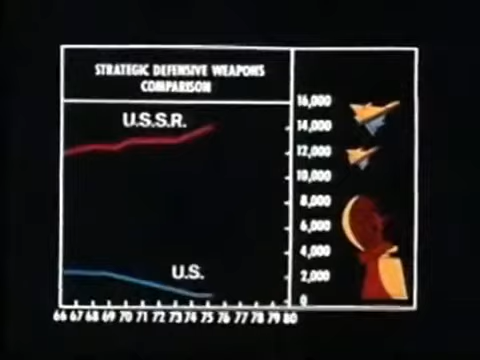 STRATEGIC DEFENSIVE WEAPONS
COMPARISON
U.S.S.R.
U.S.
16,000
14,000
12,000
10,000
8,000
6,000
4,000
2,000
0
66 67 68 69 70 71 72 73 74 75 76 77 78 79 80